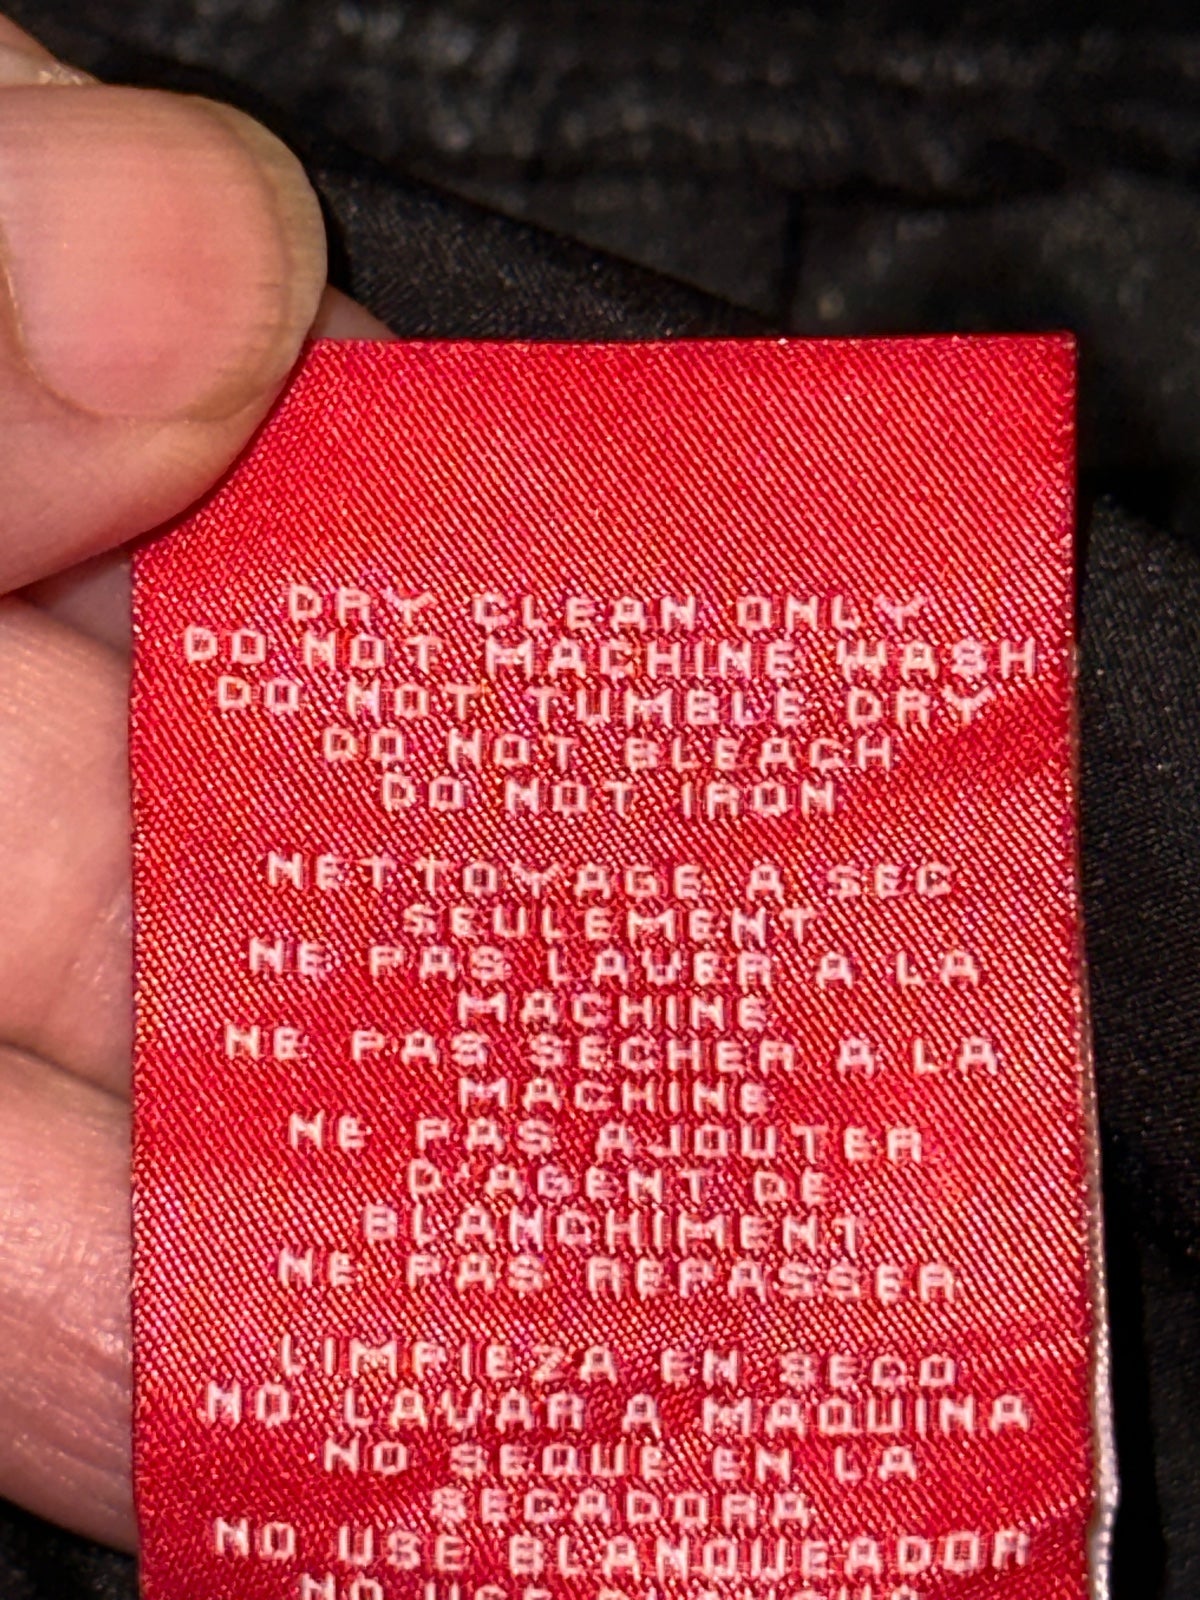 DRY CLEAN ONLY
DO NOT MACHINE WASH
DO NOT TUMBLE DRY
DO NOT BLEACH
DO NOT IRON
NETTOYAGE A SEC
SEULEMENT
NE PAS LAVER A LA
MACHINE
NE PAS SECHER A LA
MACHINE
NE PAS AJOUTER
D'AGENT DE
BLANCHIMENT
NE PAS REPASSER
LIMPIEZA EN SECO
NO LAVAR A MAQUINA
NO SEQUE EN LA
SECADORA
NO USE BLANQUEADOR
NO USE